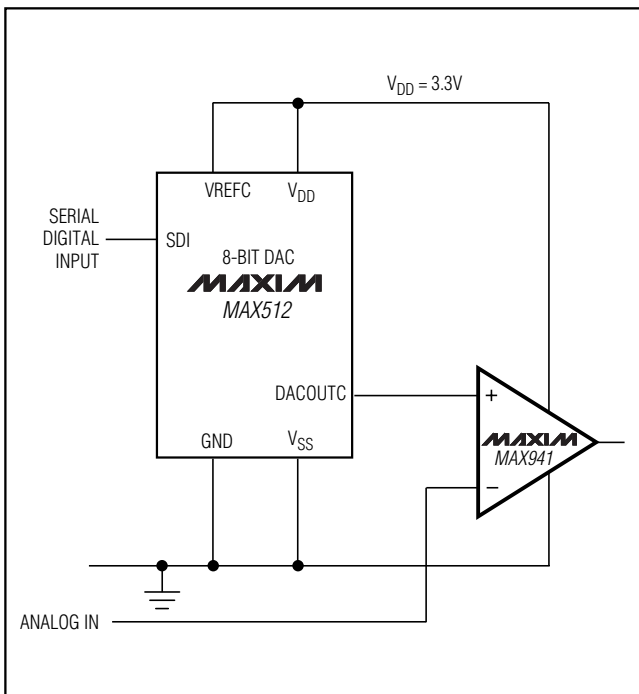 V_DD = 3.3V
VREFC V_DD
SERIAL
DIGITAL
INPUT
SDI
8-BIT DAC
MAXIM
MAX512
DACOUTC
+
MAXIM
MAX941
−
GND V_SS
ANALOG IN